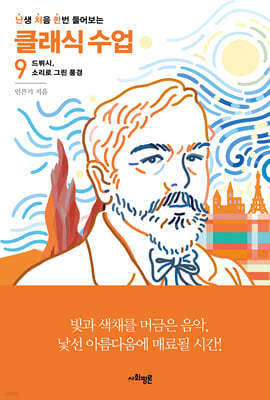 난생 처음 한번 들어보는
클래식 수업
9 드뷔시,
소리로 그린 풍경
민은기 지음
빛과 색채를 머금은 음악,
낯선 아름다움에 매료될 시간!
사회평론